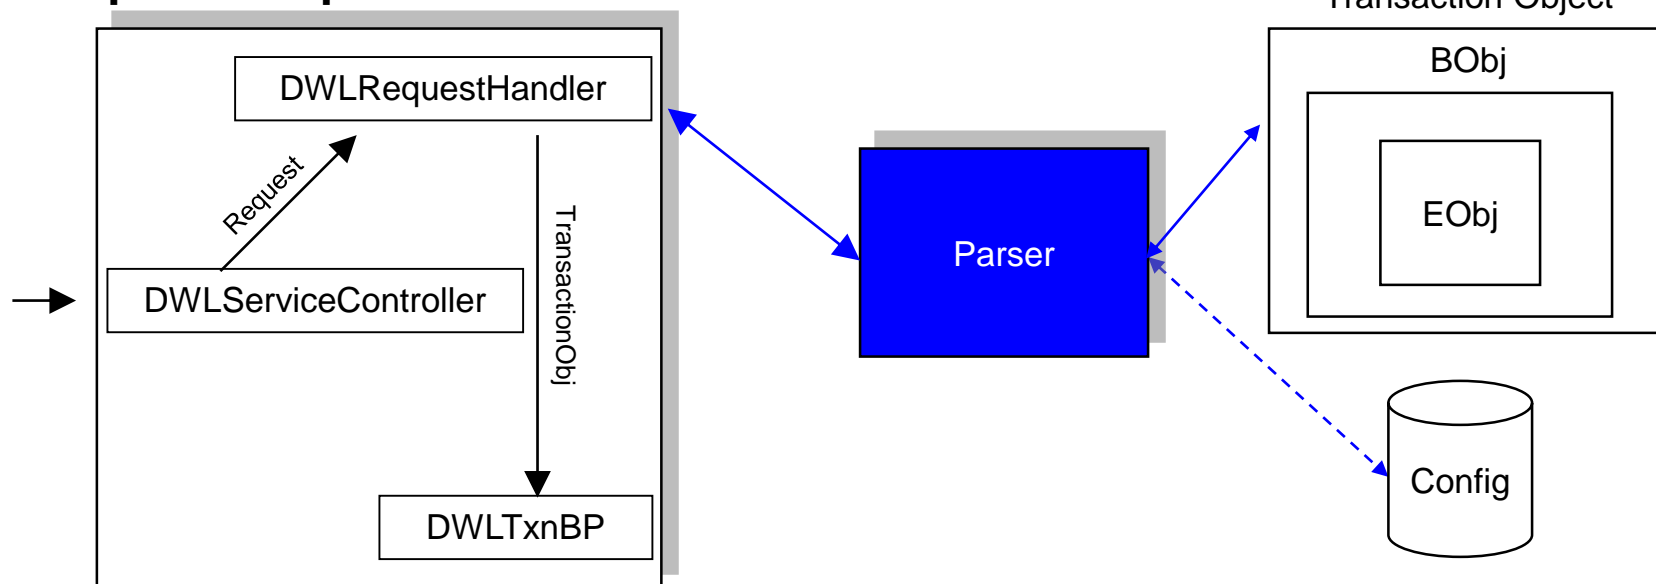 Transaction Object
DWLRequestHandler
BObj
Request
TransactionObj
EObj
Parser
DWLServiceController
Config
DWLTxnBP